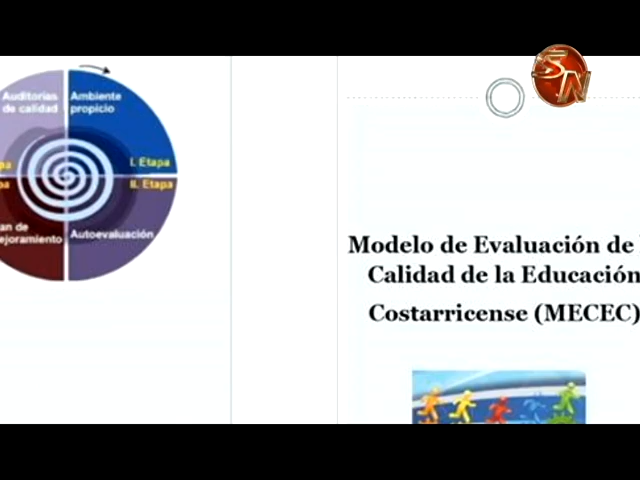 SN
Auditorías
de calidad
Ambiente
propicio
I. Etapa
II. Etapa
Autoevaluación
Modelo de Evaluación de
Calidad de la Educación
Costarricense (MECEC)